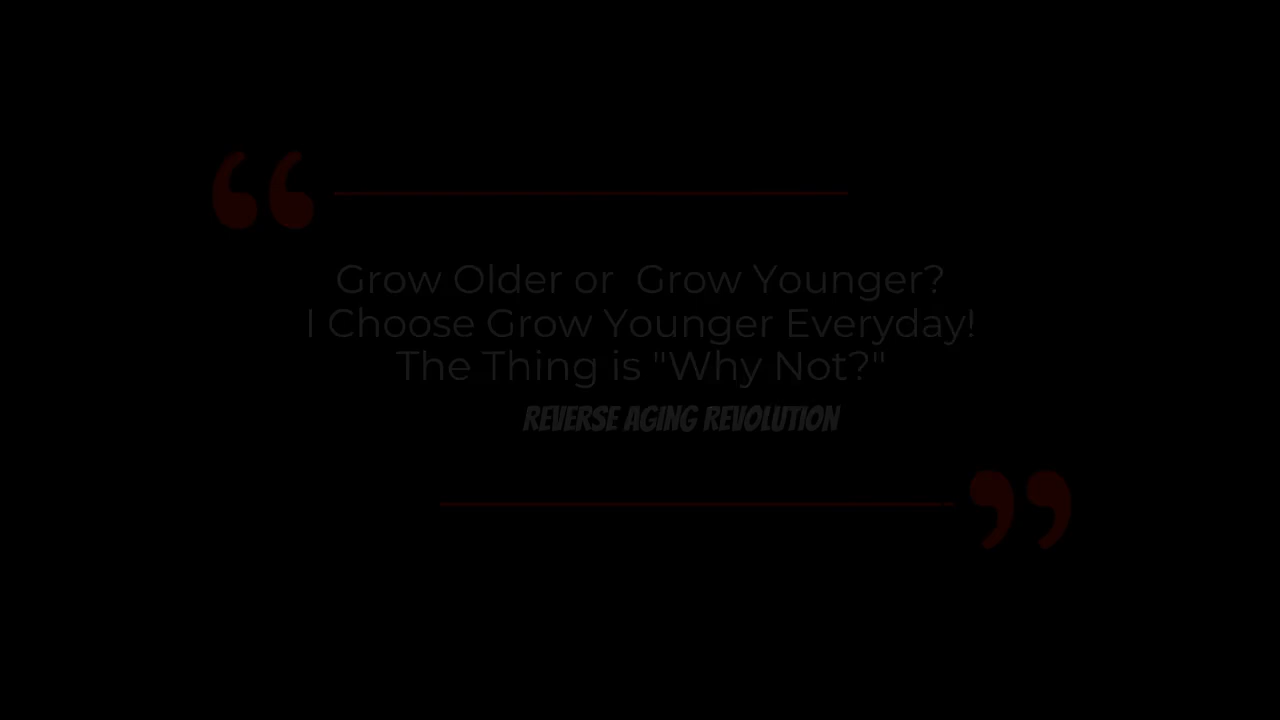 Grow Older or  Grow Younger?
I Choose Grow Younger Everyday!
The Thing is "Why Not?"
REVERSE AGING REVOLUTION